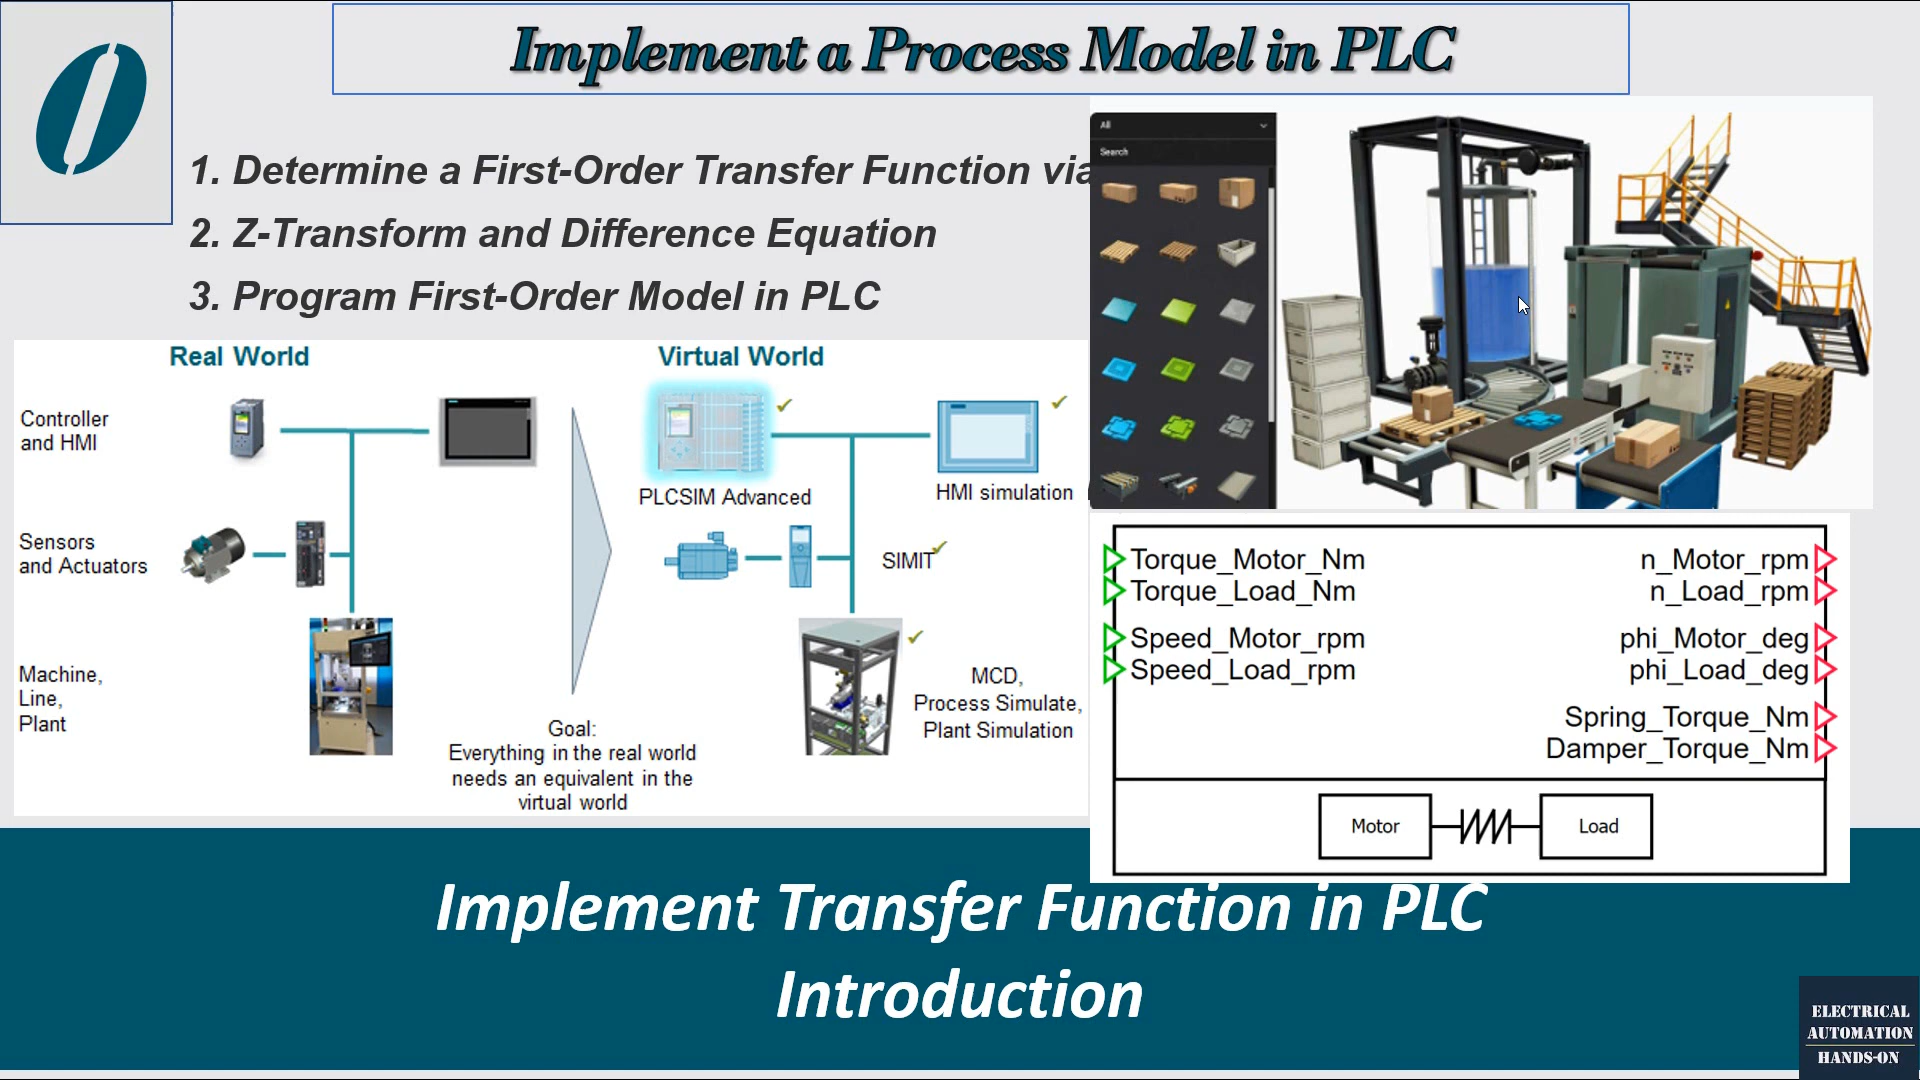 Implement a Process Model in PLC
1. Determine a First-Order Transfer Function via
2. Z-Transform and Difference Equation
3. Program First-Order Model in PLC
All
Search
Real World
Virtual World
Controller
and HMI
PLCSIM Advanced
HMI simulation
Sensors
and Actuators
SIMIT
Machine,
Line,
Plant
MCD,
Process Simulate,
Plant Simulation
Goal:
Everything in the real world
needs an equivalent in the
virtual world
Torque_Motor_Nm
Torque_Load_Nm
Speed_Motor_rpm
Speed_Load_rpm
n_Motor_rpm
n_Load_rpm
phi_Motor_deg
phi_Load_deg
Spring_Torque_Nm
Damper_Torque_Nm
Motor
Load
Implement Transfer Function in PLC
Introduction
ELECTRICAL
AUTOMATION
HANDS-ON